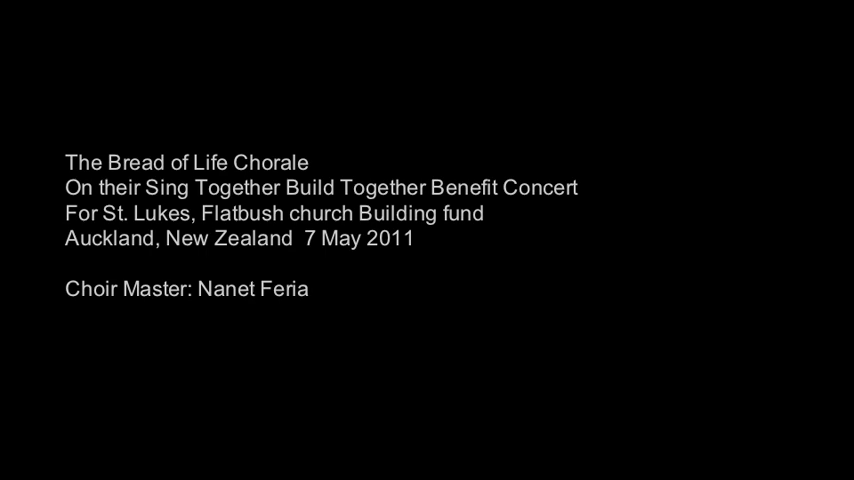 The Bread of Life Chorale
On their Sing Together Build Together Benefit Concert
For St. Lukes, Flatbush church Building fund
Auckland, New Zealand  7 May 2011
Choir Master: Nanet Feria